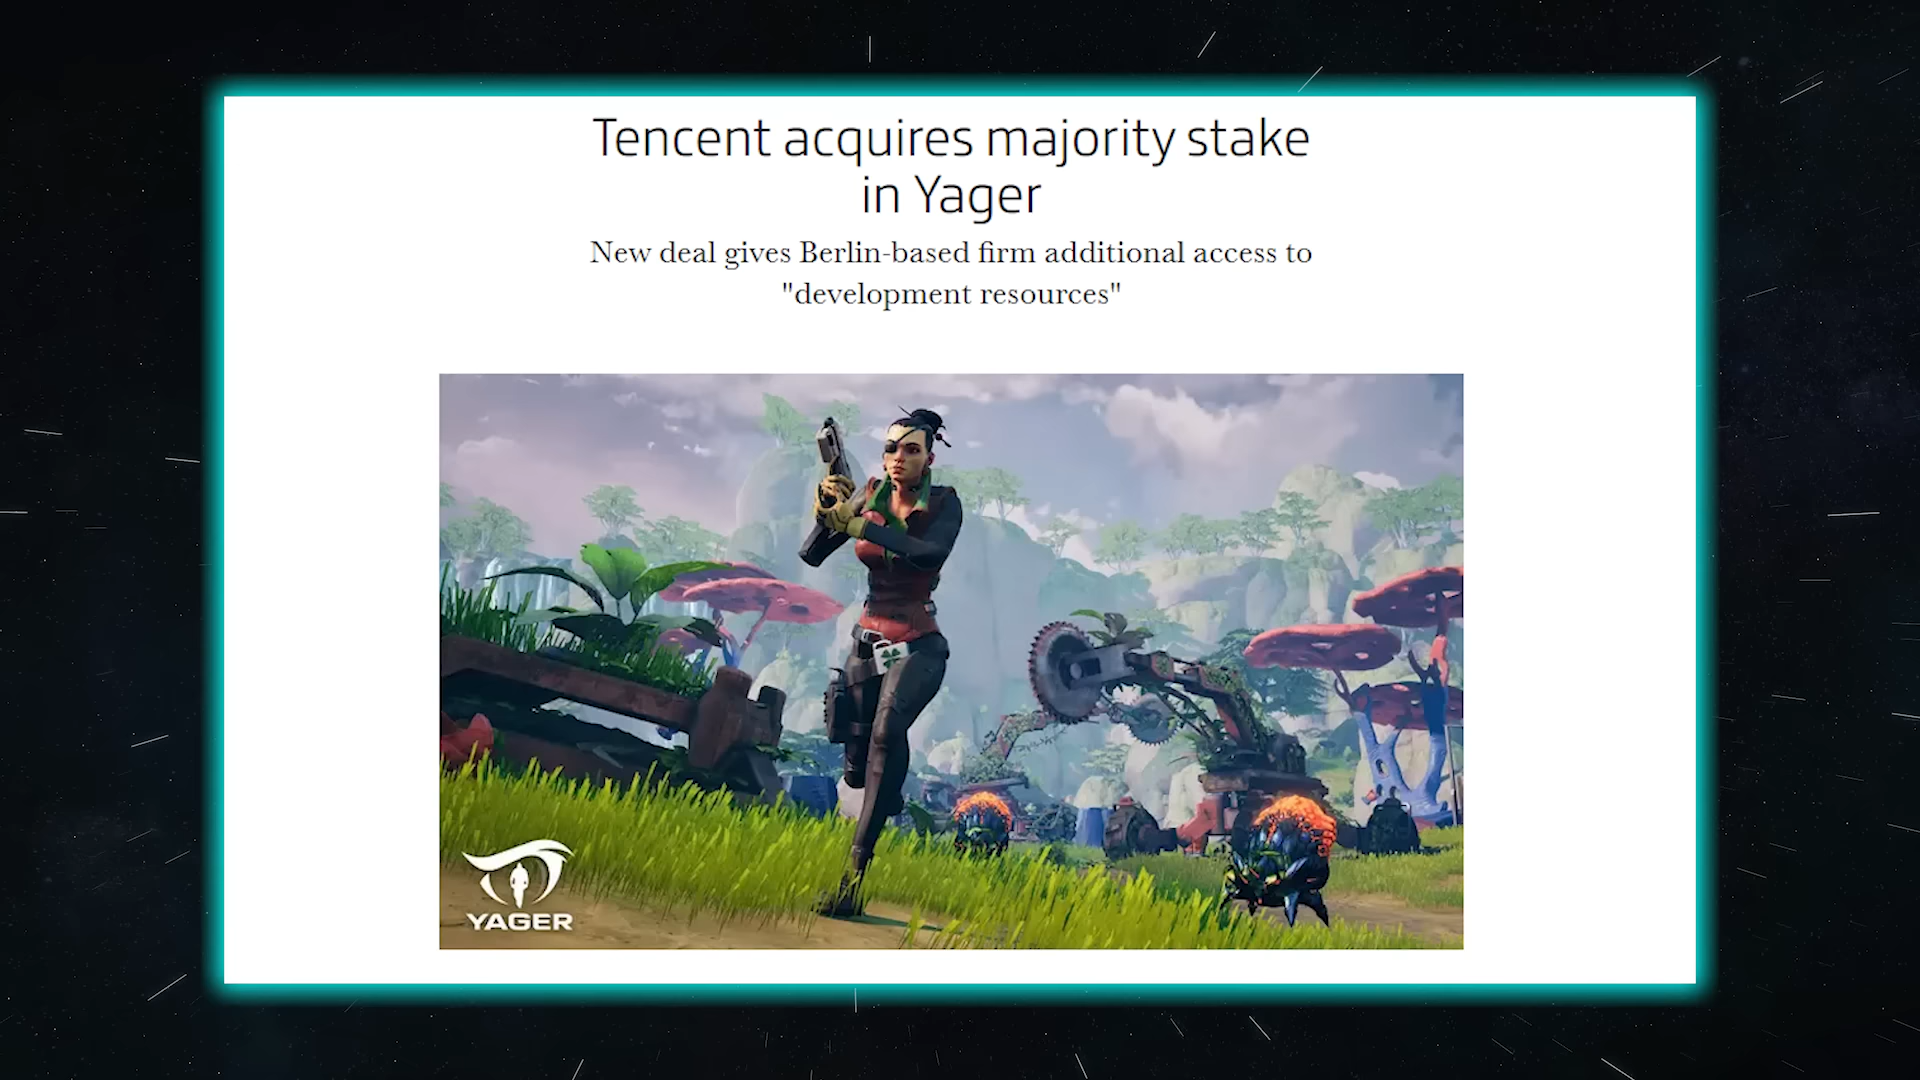 Tencent acquires majority stake
in Yager
New deal gives Berlin-based firm additional access to
"development resources"
YAGER